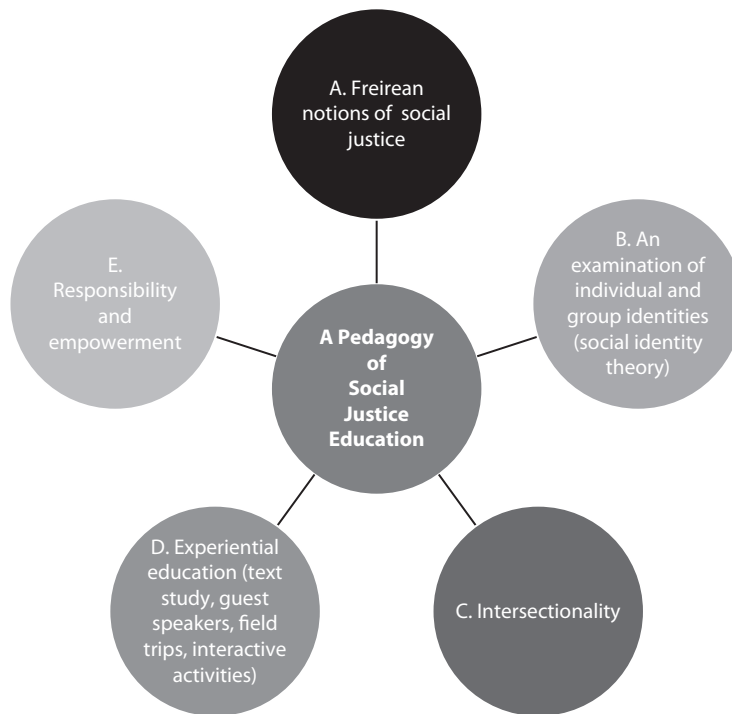 A. Freirean
notions of social
justice
B. An
examination of
individual and
group identities
(social identity
theory)
E.
Responsibility
and
empowerment
A Pedagogy
of
Social
Justice
Education
D. Experiential
education (text
study, guest
speakers, field
trips, interactive
activities)
C. Intersectionality